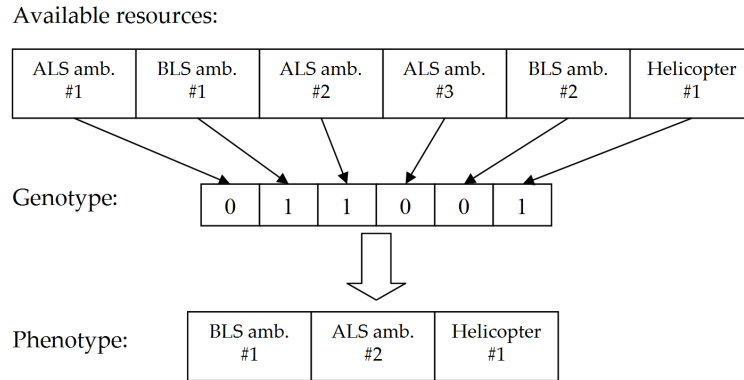 Available resources:
ALS amb. BLS amb. ALS amb. ALS amb. BLS amb. Helicopter
#1 #1 #2 #3 #2 #1
Genotype: 0 1 1 0 0 1
BLS amb. ALS amb. Helicopter
Phenotype: #1 #2 #1